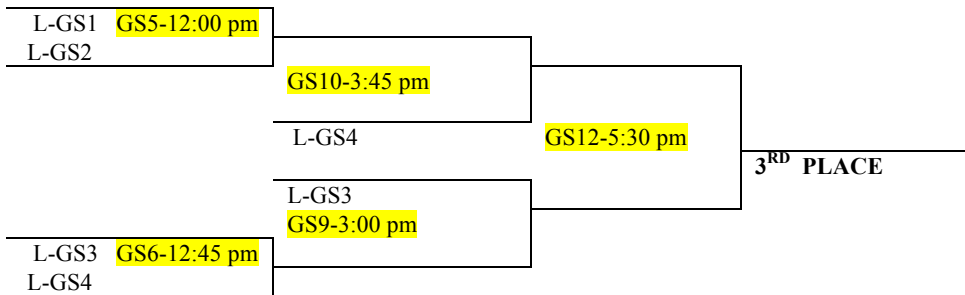 L-GS1 GS5-12:00 pm
L-GS2
GS10-3:45 pm
L-GS4
GS12-5:30 pm
3RD PLACE
L-GS3
GS9-3:00 pm
L-GS3 GS6-12:45 pm
L-GS4